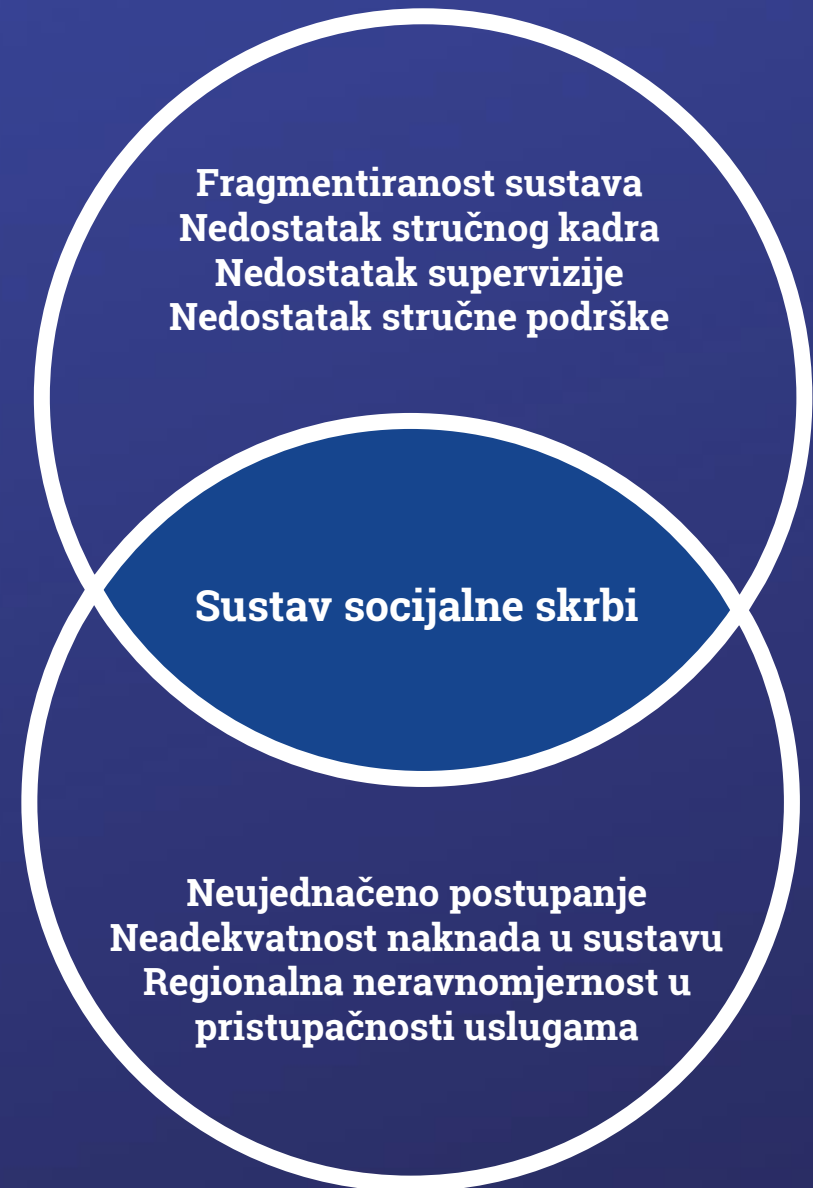 Fragmentiranost sustava
Nedostatak stručnog kadra
Nedostatak supervizije
Nedostatak stručne podrške
Sustav socijalne skrbi
Neujednačeno postupanje
Neadekvatnost naknada u sustavu
Regionalna neravnomjernost u
pristupačnosti uslugama